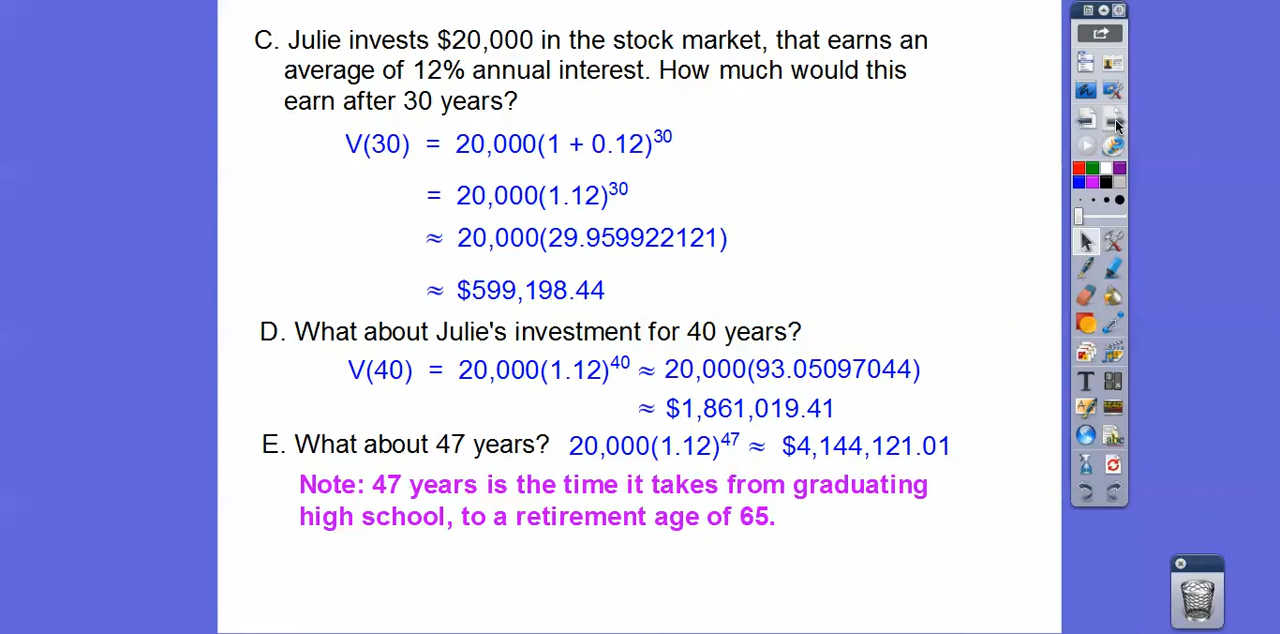 C. Julie invests $20,000 in the stock market, that earns an
average of 12% annual interest. How much would this
earn after 30 years?
V(30) = 20,000(1 + 0.12)³⁰
= 20,000(1.12)³⁰
≈ 20,000(29.959922121)
≈ $599,198.44
D. What about Julie's investment for 40 years?
V(40) = 20,000(1.12)⁴⁰ ≈ 20,000(93.05097044)
≈ $1,861,019.41
E. What about 47 years? 20,000(1.12)⁴⁷ ≈ $4,144,121.01
Note: 47 years is the time it takes from graduating
high school, to a retirement age of 65.